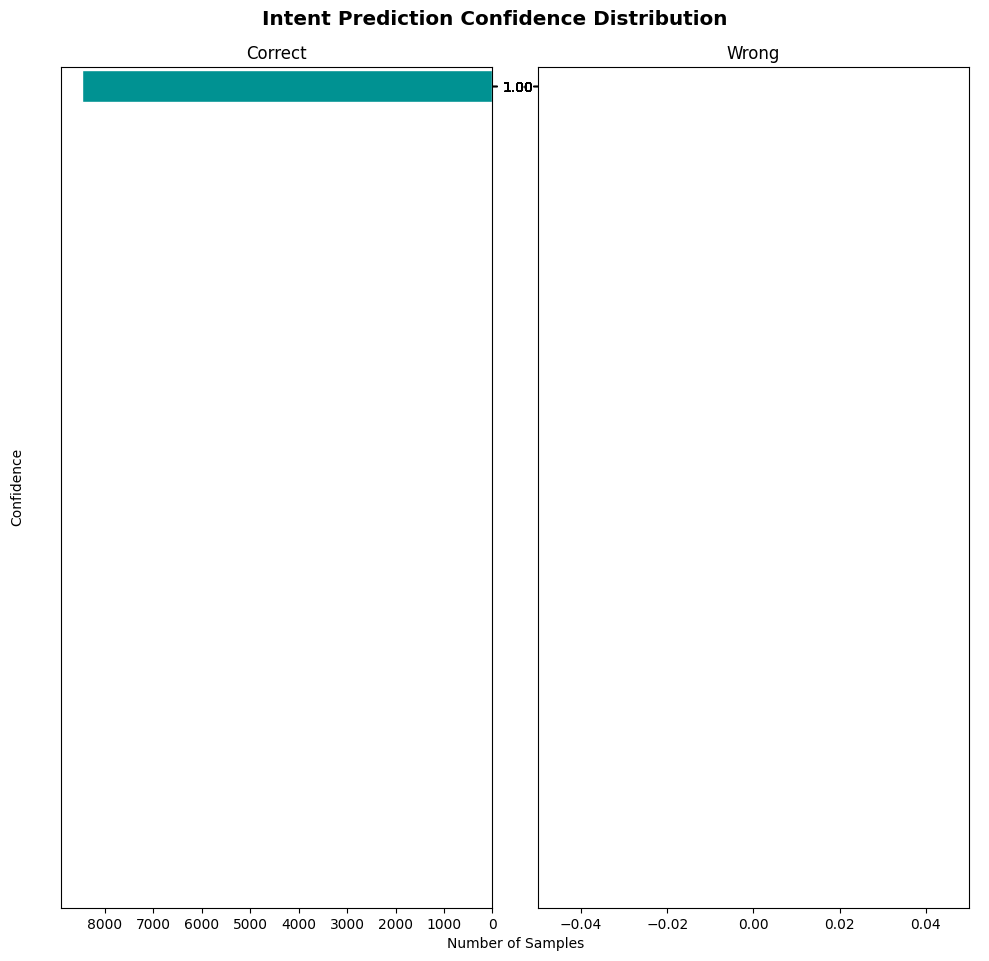 Intent Prediction Confidence Distribution
Correct
Wrong
1.00
Confidence
8000 7000 6000 5000 4000 3000 2000 1000 0
−0.04 −0.02 0.00 0.02 0.04
Number of Samples